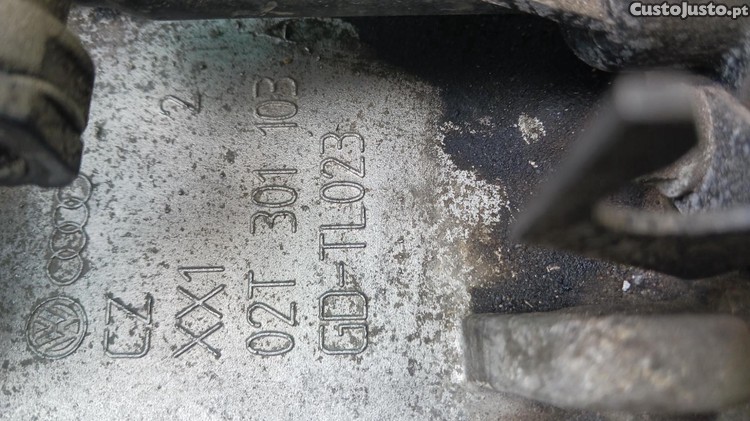 CustoJusto.pt
CZ
XX1 2
02T 301 103
GD-TL023